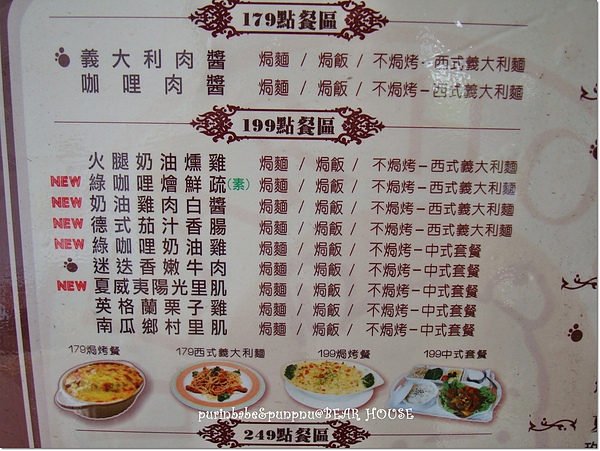 179點餐區
義大利肉醬 焗麵 / 焗飯 / 不焗烤-西式義大利麵
咖哩肉醬 焗麵 / 焗飯 / 不焗烤-西式義大利麵
199點餐區
火腿奶油燻雞 焗麵 / 焗飯 / 不焗烤-西式義大利麵
NEW 綠咖哩燴鮮疏(素) 焗麵 / 焗飯 / 不焗烤-西式義大利麵
NEW 奶油雞肉白醬 焗麵 / 焗飯 / 不焗烤-西式義大利麵
NEW 德式茄汁香腸 焗麵 / 焗飯 / 不焗烤-西式義大利麵
NEW 綠咖哩奶油雞 焗麵 / 焗飯 / 不焗烤-中式套餐
迷迭香嫩牛肉 焗麵 / 焗飯 / 不焗烤-中式套餐
NEW 夏威夷陽光里肌 焗麵 / 焗飯 / 不焗烤-中式套餐
英格蘭栗子雞 焗麵 / 焗飯 / 不焗烤-中式套餐
南瓜鄉村里肌 焗麵 / 焗飯 / 不焗烤-中式套餐
179焗烤餐 179西式義大利麵 199焗烤餐 199中式套餐
purinbabe&punpnu@BEAR HOUSE
249點餐區